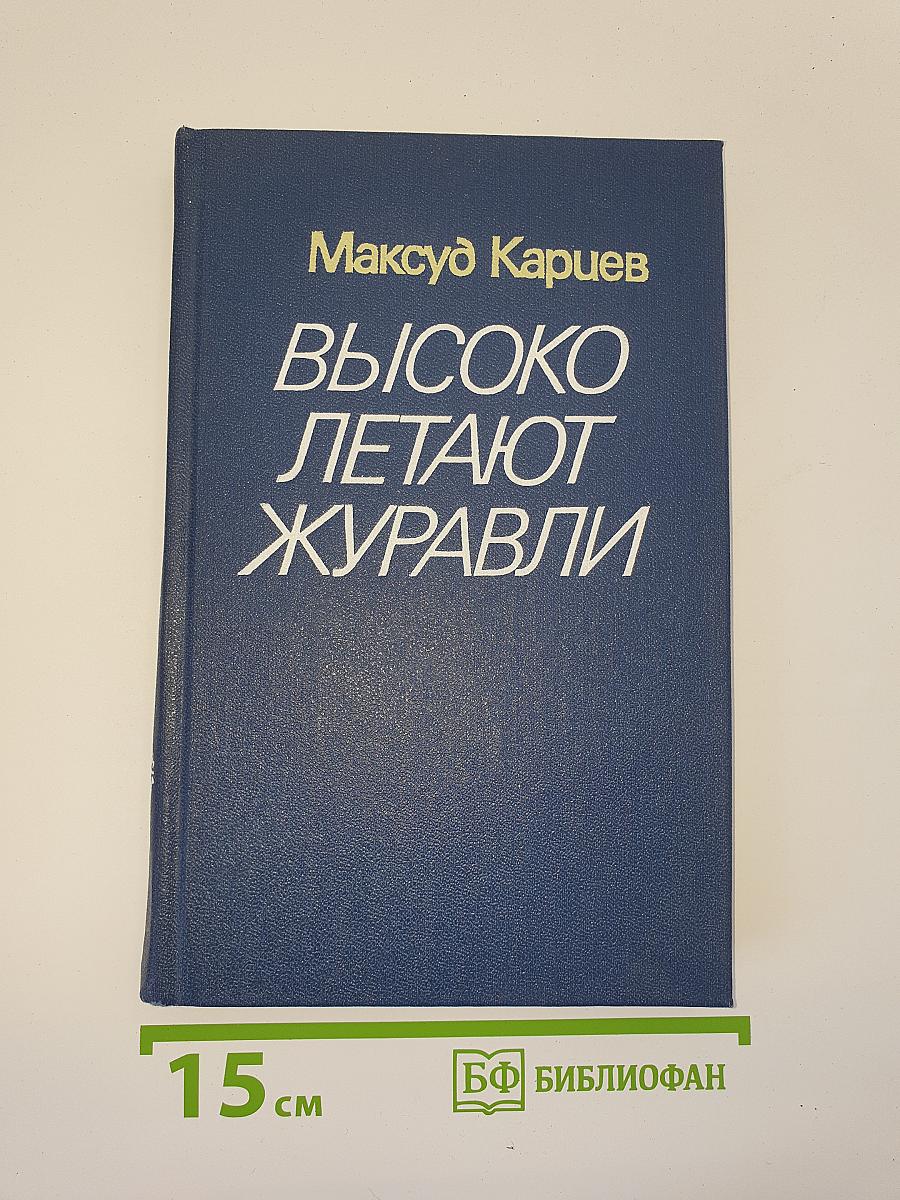 Максуд Кариев
ВЫСОКО
ЛЕТАЮТ
ЖУРАВЛИ
15 см
БФ БИБЛИОФАН